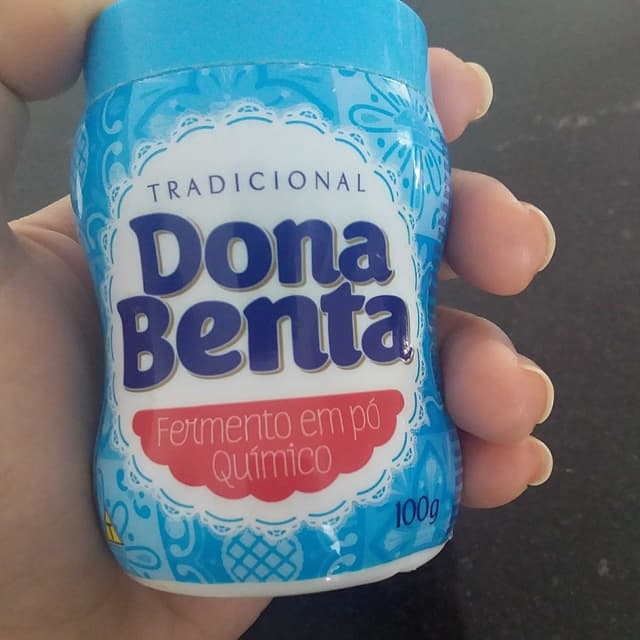 TRADICIONAL
Dona
Benta
Fermento em pó
Químico
100g